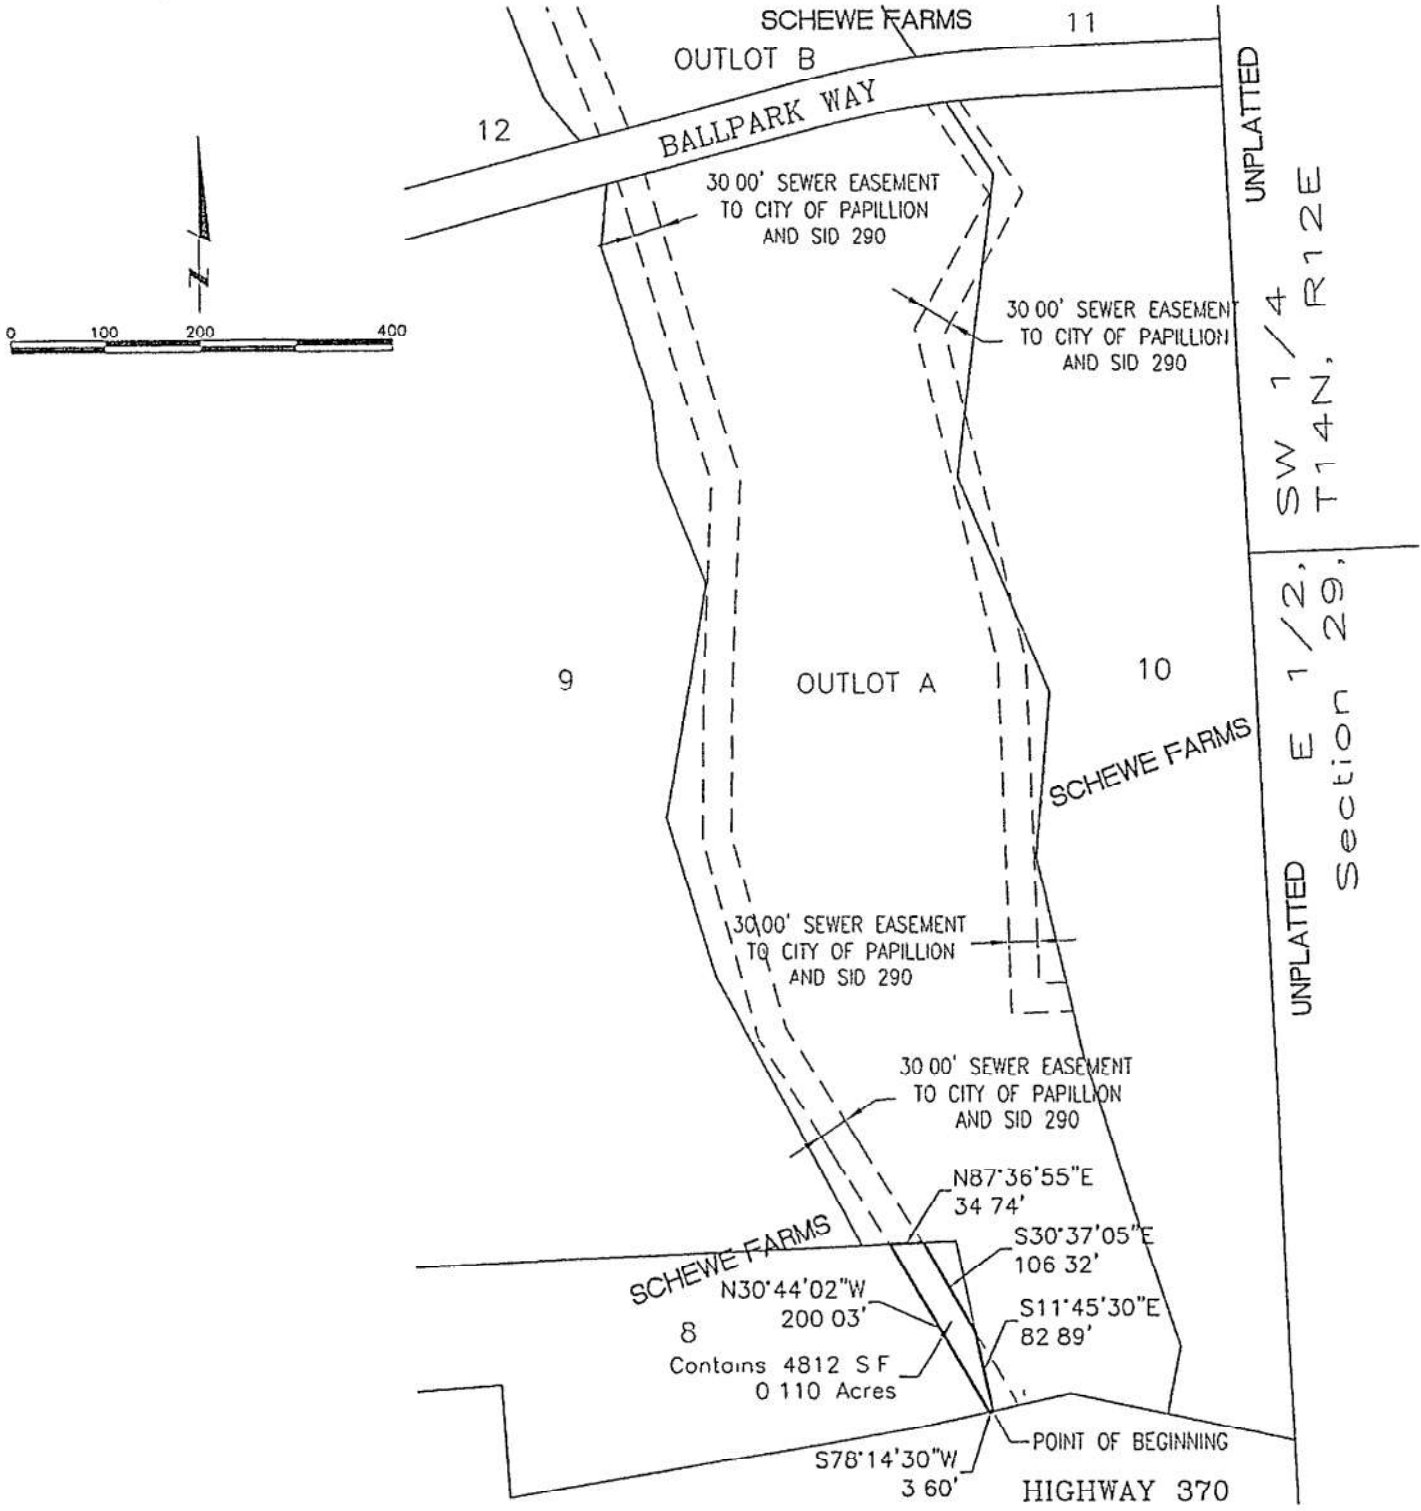 SCHEWE FARMS
11
OUTLOT B
BALLPARK WAY
12
UNPLATTED
30 00' SEWER EASEMENT
TO CITY OF PAPILLION
AND SID 290
N
0 100 200 400
30 00' SEWER EASEMENT
TO CITY OF PAPILLION
AND SID 290
SW 1/4
T14N, R12E
E 1/2,
Section 29,
9
OUTLOT A
10
SCHEWE FARMS
UNPLATTED
30 00' SEWER EASEMENT
TO CITY OF PAPILLION
AND SID 290
30 00' SEWER EASEMENT
TO CITY OF PAPILLION
AND SID 290
N87°36'55"E
34 74'
SCHEWE FARMS
S30°37'05"E
106 32'
N30°44'02"W
200 03'
S11°45'30"E
82 89'
8
Contains 4812 S F
0 110 Acres
POINT OF BEGINNING
S78°14'30"W
3 60'
HIGHWAY 370